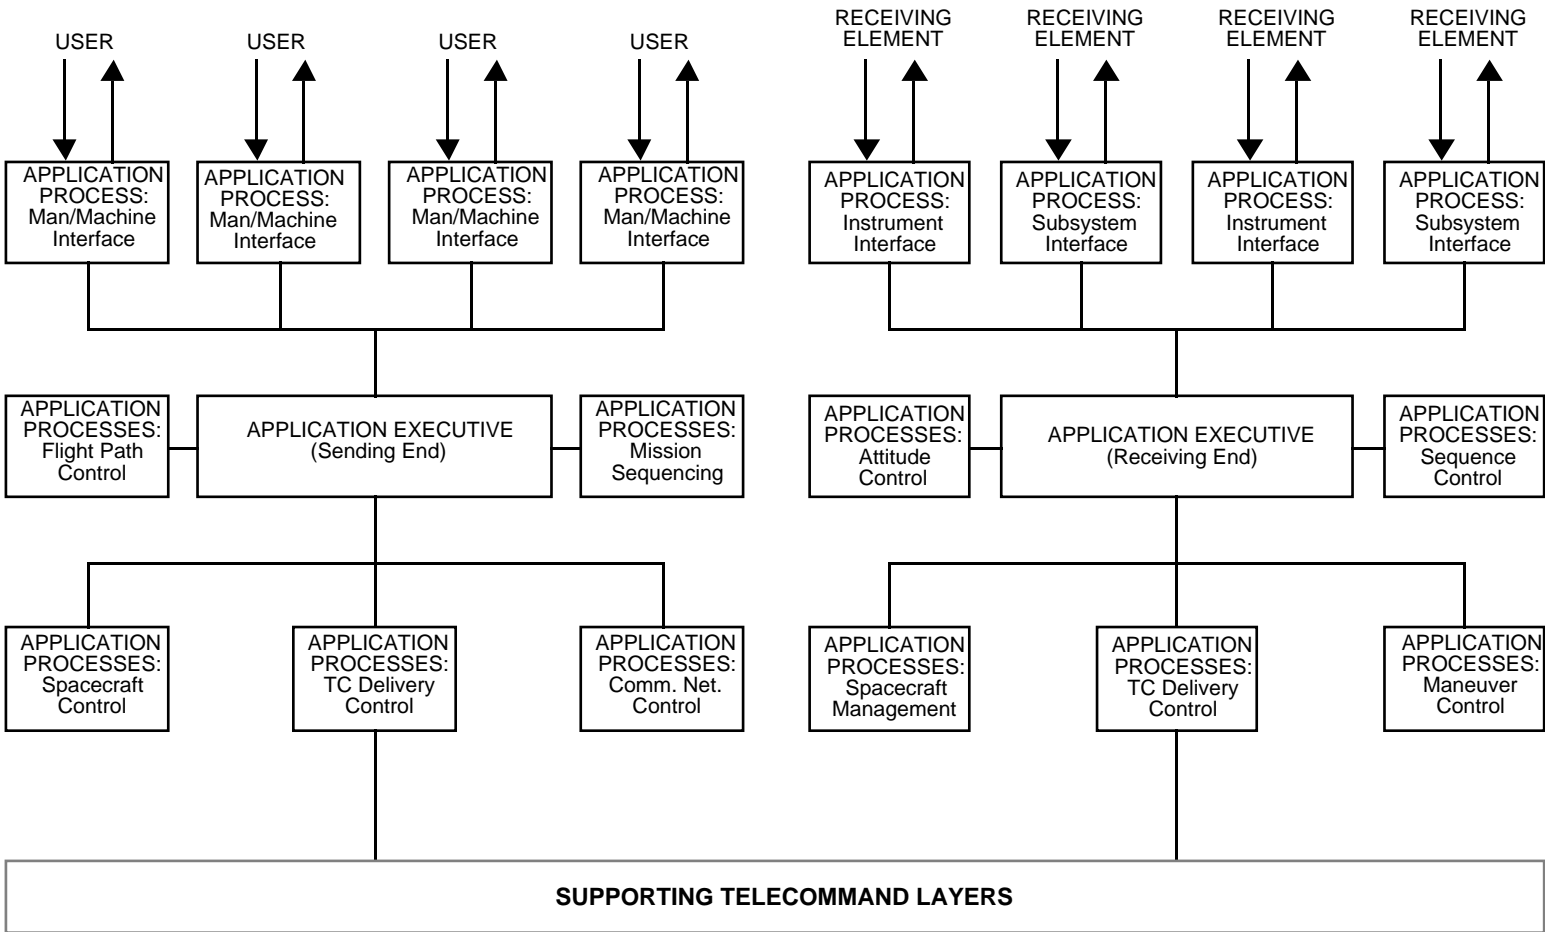 USER
USER
USER
USER
RECEIVING
ELEMENT
RECEIVING
ELEMENT
RECEIVING
ELEMENT
RECEIVING
ELEMENT
APPLICATION
PROCESS:
Man/Machine
Interface
APPLICATION
PROCESS:
Man/Machine
Interface
APPLICATION
PROCESS:
Man/Machine
Interface
APPLICATION
PROCESS:
Man/Machine
Interface
APPLICATION
PROCESS:
Instrument
Interface
APPLICATION
PROCESS:
Subsystem
Interface
APPLICATION
PROCESS:
Instrument
Interface
APPLICATION
PROCESS:
Subsystem
Interface
APPLICATION
PROCESSES:
Flight Path
Control
APPLICATION EXECUTIVE
(Sending End)
APPLICATION
PROCESSES:
Mission
Sequencing
APPLICATION
PROCESSES:
Attitude
Control
APPLICATION EXECUTIVE
(Receiving End)
APPLICATION
PROCESSES:
Sequence
Control
APPLICATION
PROCESSES:
Spacecraft
Control
APPLICATION
PROCESSES:
TC Delivery
Control
APPLICATION
PROCESSES:
Comm. Net.
Control
APPLICATION
PROCESSES:
Spacecraft
Management
APPLICATION
PROCESSES:
TC Delivery
Control
APPLICATION
PROCESSES:
Maneuver
Control
SUPPORTING TELECOMMAND LAYERS